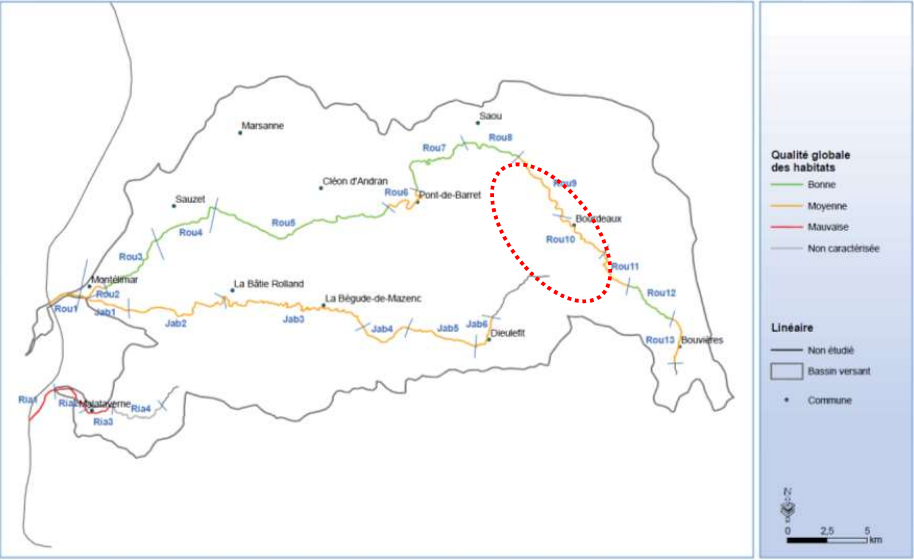 Saou
Marsanne
Rou8
Rou7
Cléon d'Andran
Rou9
Rou6
Pont-de-Barret
Sauzet
Bourdeaux
Rou5
Rou4
Rou10
Rou3
Rou11
Montélimar
La Bâtie Rolland
Rou2
Rou12
La Bégude-de-Mazenc
Rou1
Jab1
Jab2
Jab3
Jab4
Jab5
Jab6
Dieulefit
Rou13
Bouvières
Ria1
Ria2
Malataverne
Ria4
Ria3
Qualité globale
des habitats
Bonne
Moyenne
Mauvaise
Non caractérisée
Linéaire
Non étudié
Bassin versant
Commune
N
0 2,5 5
km